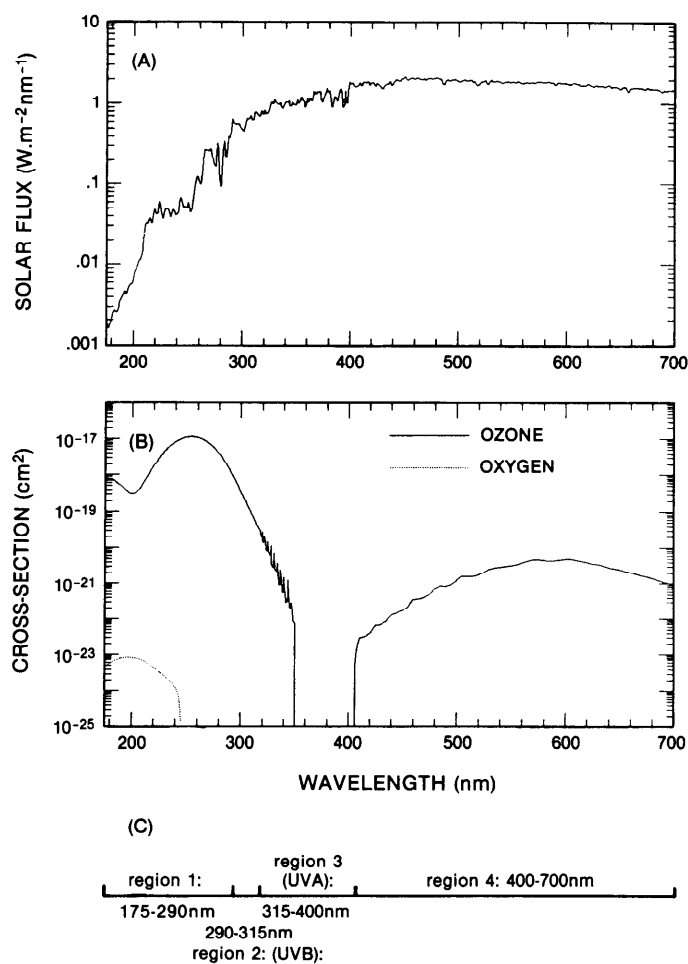 (A)
SOLAR FLUX (W.m⁻²nm⁻¹)
10
1
.1
.01
.001
200 300 400 500 600 700
(B)
OZONE
OXYGEN
CROSS-SECTION (cm²)
10⁻¹⁷
10⁻¹⁹
10⁻²¹
10⁻²³
10⁻²⁵
200 300 400 500 600 700
WAVELENGTH (nm)
(C)
region 3
region 1: (UVA): region 4: 400-700nm
175-290nm 315-400nm
290-315nm
region 2: (UVB):